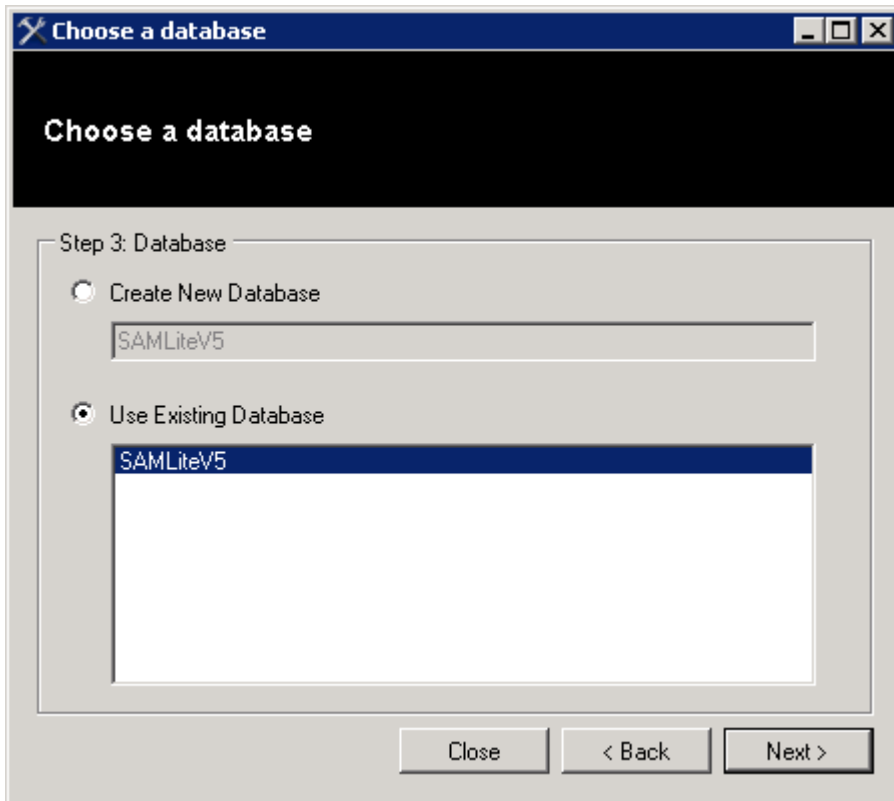 Choose a database
Choose a database
Step 3: Database
Create New Database
SAMLiteV5
Use Existing Database
SAMLiteV5
Close
< Back
Next >